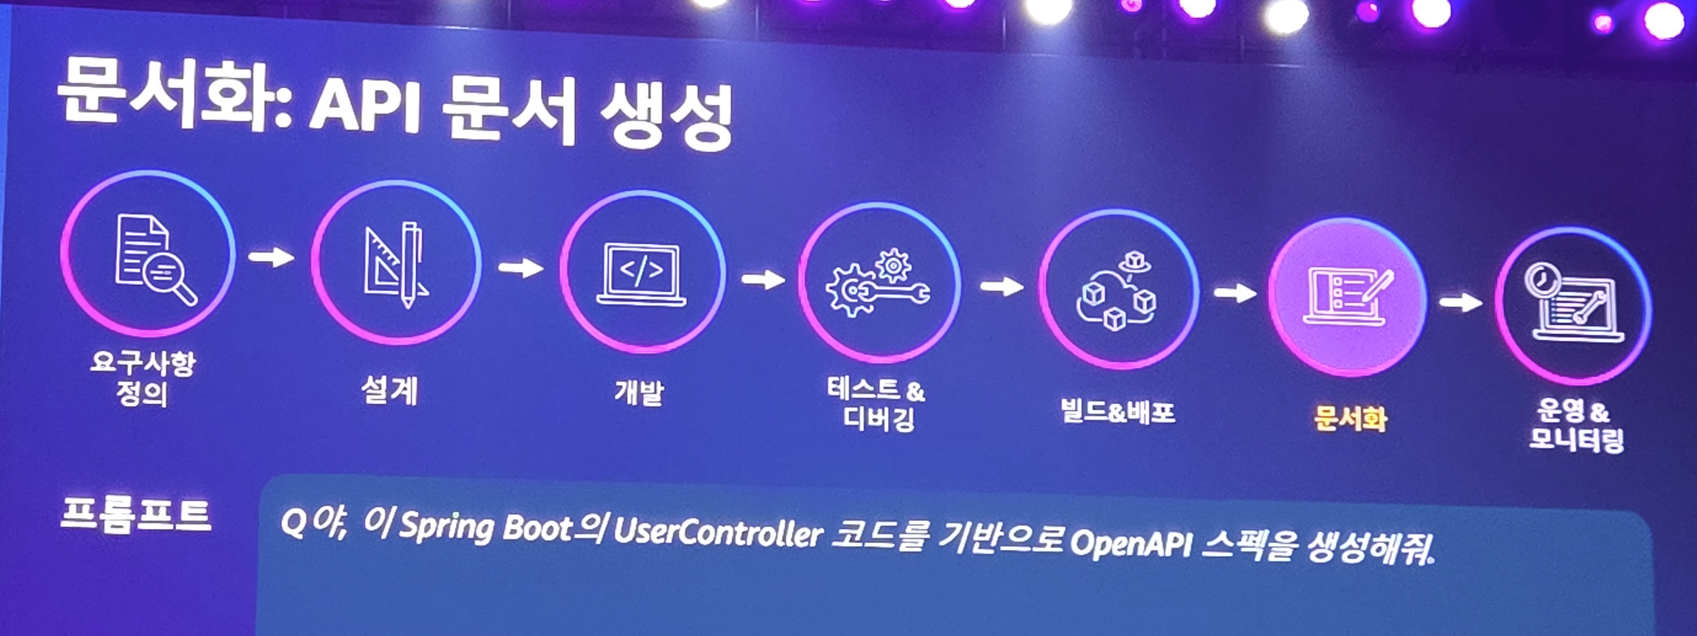 문서화: API 문서 생성
요구사항
정의
설계
</>
개발
테스트 &
디버깅
빌드&배포
문서화
운영 &
모니터링
프롬프트
Q야, 이 Spring Boot의 UserController 코드를 기반으로 OpenAPI 스펙을 생성해줘.